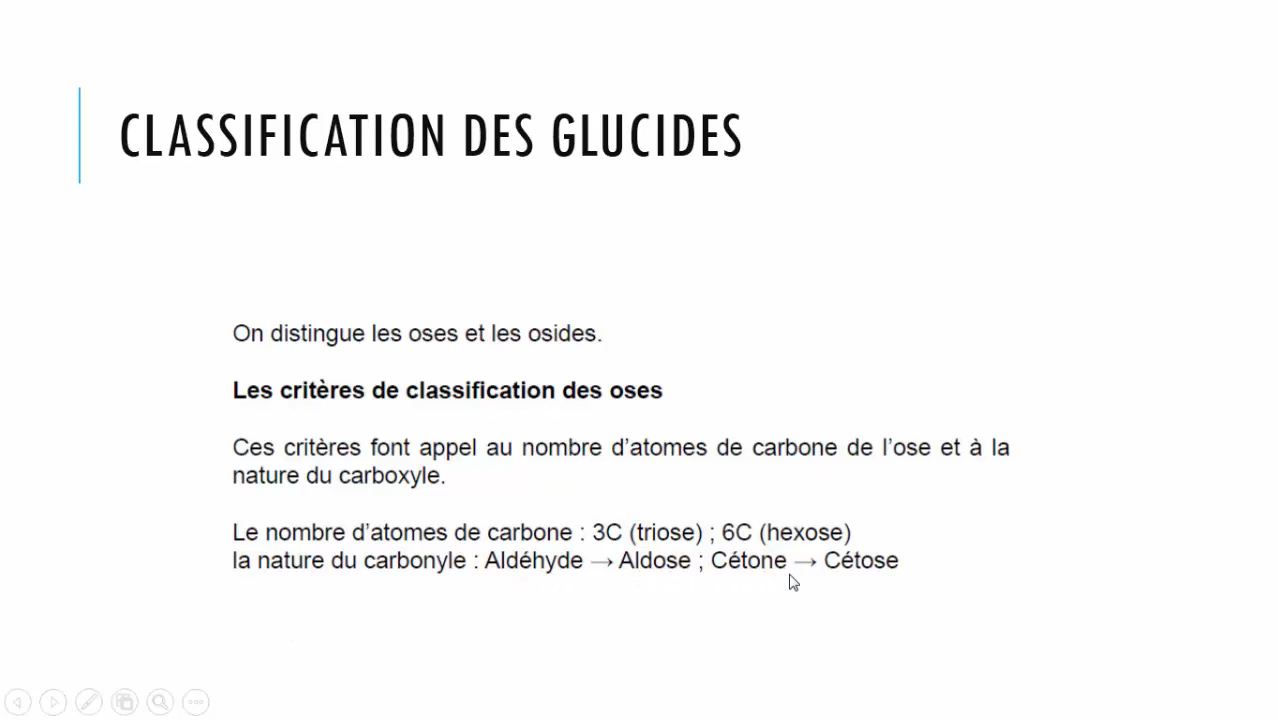 CLASSIFICATION DES GLUCIDES
On distingue les oses et les osides.
Les critères de classification des oses
Ces critères font appel au nombre d’atomes de carbone de l’ose et à la
nature du carboxyle.
Le nombre d’atomes de carbone : 3C (triose) ; 6C (hexose)
la nature du carbonyle : Aldéhyde → Aldose ; Cétone → Cétose